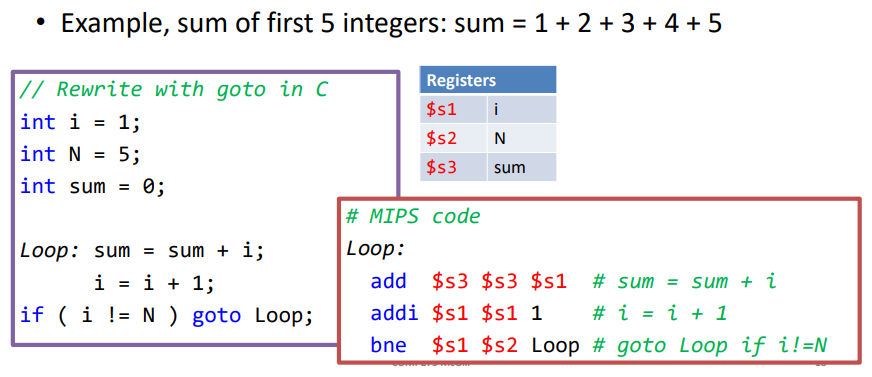 • Example, sum of first 5 integers: sum = 1 + 2 + 3 + 4 + 5
// Rewrite with goto in C
int i = 1;
int N = 5;
int sum = 0;
Loop: sum = sum + i;
i = i + 1;
if ( i != N ) goto Loop;
Registers
$s1 i
$s2 N
$s3 sum
# MIPS code
Loop:
add $s3 $s3 $s1 # sum = sum + i
addi $s1 $s1 1 # i = i + 1
bne $s1 $s2 Loop # goto Loop if i!=N